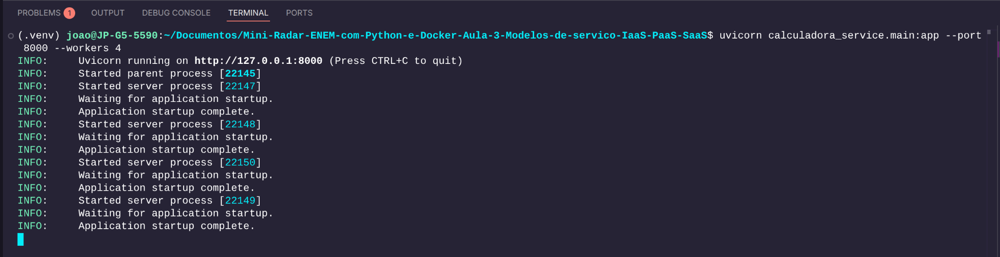 PROBLEMS 1 OUTPUT DEBUG CONSOLE TERMINAL PORTS
(.venv) joao@JP-G5-5590:~/Documentos/Mini-Radar-ENEM-com-Python-e-Docker-Aula-3-Modelos-de-servico-IaaS-PaaS-SaaS$ uvicorn calculadora_service.main:app --port
8000 --workers 4
INFO:     Uvicorn running on http://127.0.0.1:8000 (Press CTRL+C to quit)
INFO:     Started parent process [22145]
INFO:     Started server process [22147]
INFO:     Waiting for application startup.
INFO:     Application startup complete.
INFO:     Started server process [22148]
INFO:     Waiting for application startup.
INFO:     Application startup complete.
INFO:     Started server process [22150]
INFO:     Waiting for application startup.
INFO:     Application startup complete.
INFO:     Started server process [22149]
INFO:     Waiting for application startup.
INFO:     Application startup complete.